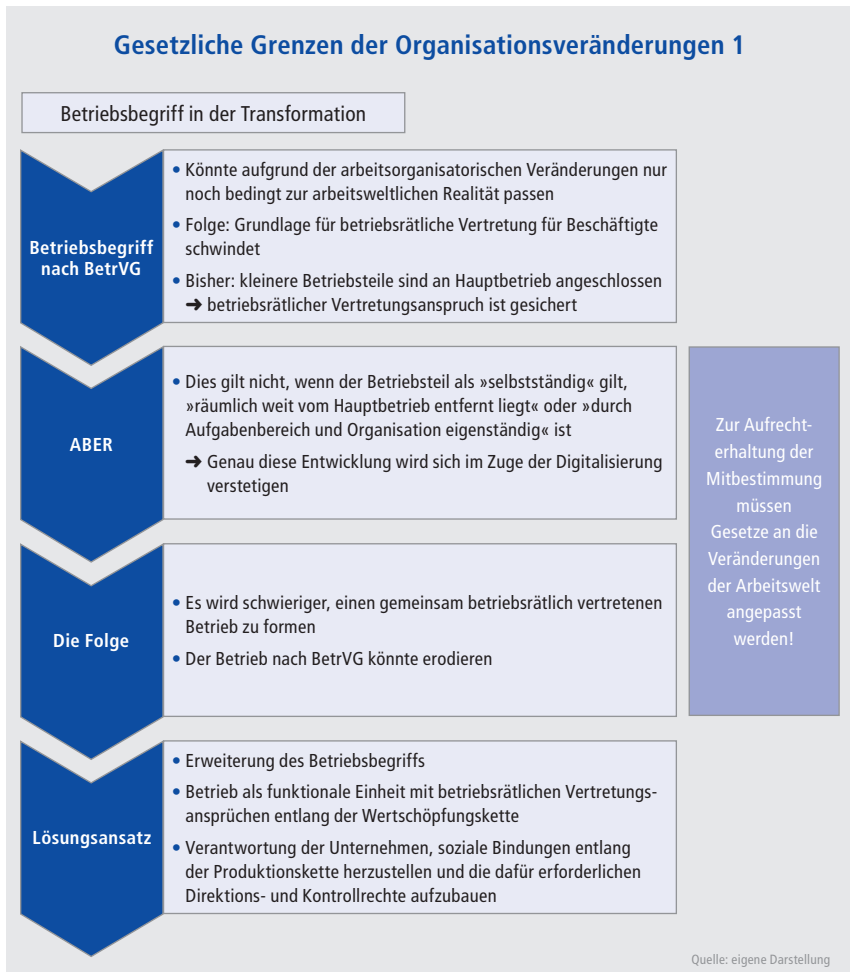 Gesetzliche Grenzen der Organisationsveränderungen 1
Betriebsbegriff in der Transformation
Betriebsbegriff
nach BetrVG
• Könnte aufgrund der arbeitsorganisatorischen Veränderungen nur
noch bedingt zur arbeitsweltlichen Realität passen
• Folge: Grundlage für betriebsrätliche Vertretung für Beschäftigte
schwindet
• Bisher: kleinere Betriebsteile sind an Hauptbetrieb angeschlossen
➔ betriebsrätlicher Vertretungsanspruch ist gesichert
ABER
• Dies gilt nicht, wenn der Betriebsteil als »selbstständig« gilt,
»räumlich weit vom Hauptbetrieb entfernt liegt« oder »durch
Aufgabenbereich und Organisation eigenständig« ist
➔ Genau diese Entwicklung wird sich im Zuge der Digitalisierung
verstetigen
Zur Aufrecht-
erhaltung der
Mitbestimmung
müssen
Gesetze an die
Veränderungen
der Arbeitswelt
angepasst
werden!
Die Folge
• Es wird schwieriger, einen gemeinsam betriebsrätlich vertretenen
Betrieb zu formen
• Der Betrieb nach BetrVG könnte erodieren
Lösungsansatz
• Erweiterung des Betriebsbegriffs
• Betrieb als funktionale Einheit mit betriebsrätlichen Vertretungs-
ansprüchen entlang der Wertschöpfungskette
• Verantwortung der Unternehmen, soziale Bindungen entlang
der Produktionskette herzustellen und die dafür erforderlichen
Direktions- und Kontrollrechte aufzubauen
Quelle: eigene Darstellung